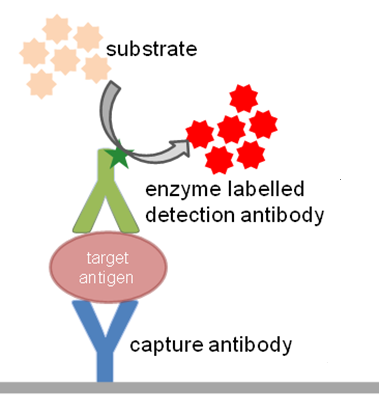 substrate
enzyme labelled
detection antibody
target
antigen
capture antibody